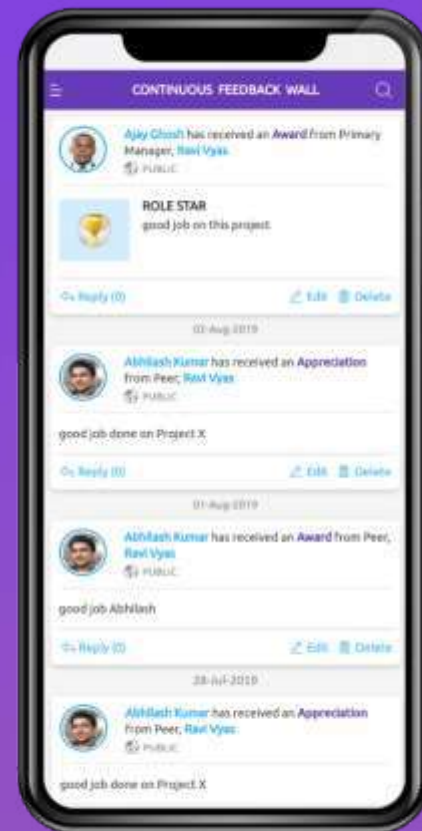 CONTINUOUS FEEDBACK WALL
Ajay Ghosh has received an Award from Primary
Manager, Ravi Vyas
PUBLIC
ROLE STAR
good job on this project
Reply (0) Edit Delete
02-Aug-2019
Abhilash Kumar has received an Appreciation
from Peer, Ravi Vyas
PUBLIC
good job done on Project X
Reply (0) Edit Delete
01-Aug-2019
Abhilash Kumar has received an Award from Peer,
Ravi Vyas
PUBLIC
good job Abhilash
Reply (0) Edit Delete
28-Jul-2019
Abhilash Kumar has received an Appreciation
from Peer, Ravi Vyas
PUBLIC
good job done on Project X